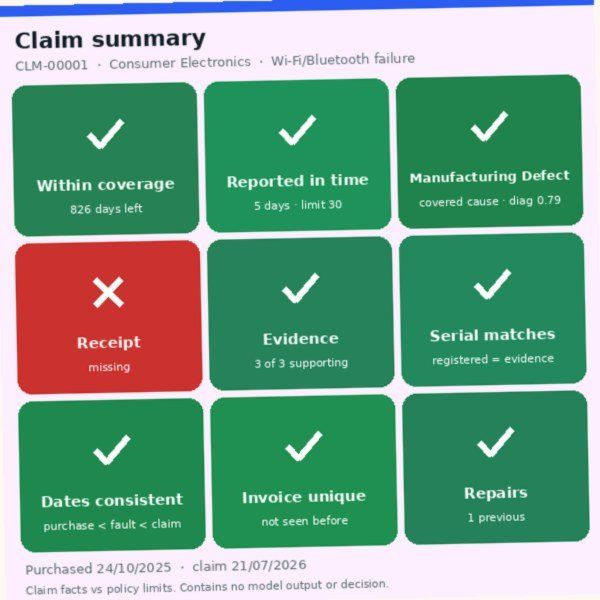 Claim summary
CLM-00001 · Consumer Electronics · Wi-Fi/Bluetooth failure
Within coverage
826 days left
Reported in time
5 days · limit 30
Manufacturing Defect
covered cause · diag 0.79
Receipt
missing
Evidence
3 of 3 supporting
Serial matches
registered = evidence
Dates consistent
purchase < fault < claim
Invoice unique
not seen before
Repairs
1 previous
Purchased 24/10/2025 · claim 21/07/2026
Claim facts vs policy limits. Contains no model output or decision.